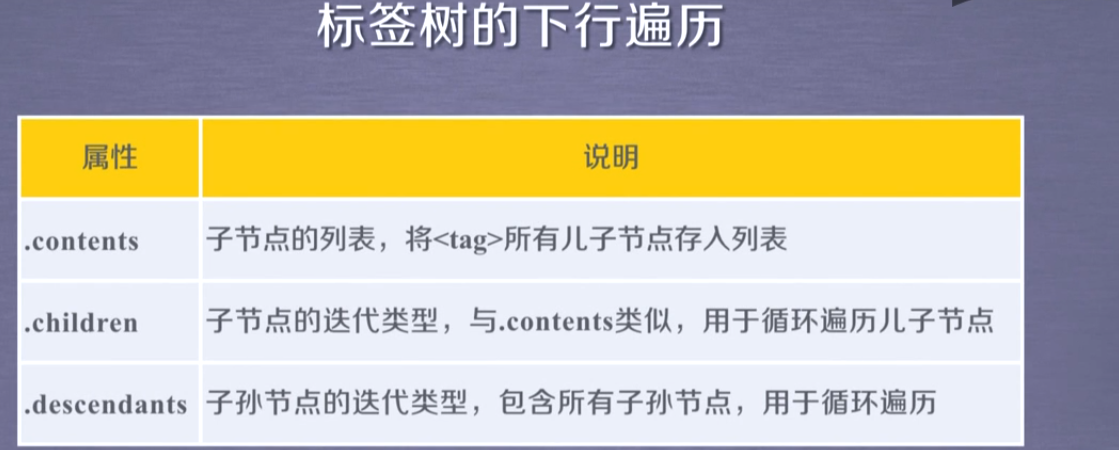 标签树的下行遍历
属性 说明
.contents 子节点的列表，将<tag>所有儿子节点存入列表
.children 子节点的迭代类型，与.contents类似，用于循环遍历儿子节点
.descendants 子孙节点的迭代类型，包含所有子孙节点，用于循环遍历